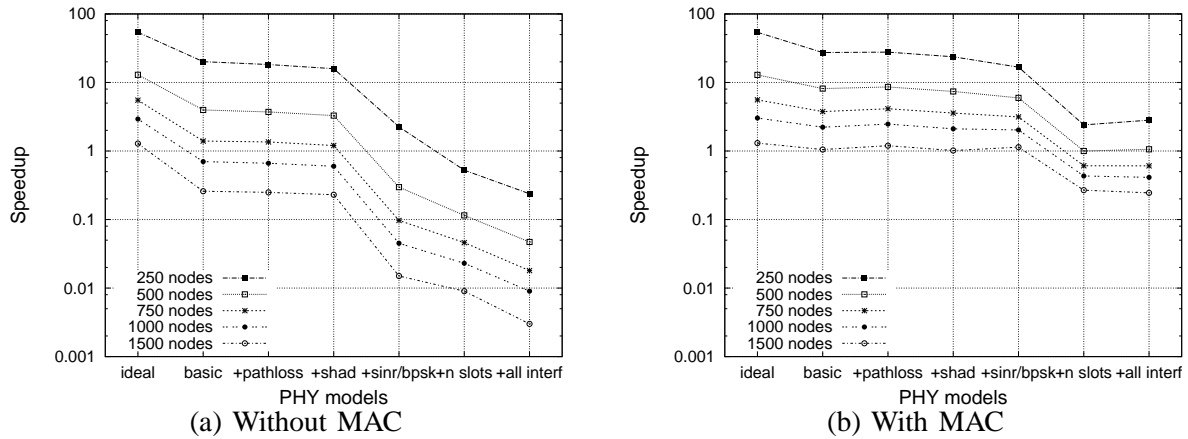 100
10
1
0.1
0.01
0.001
Speedup
250 nodes
500 nodes
750 nodes
1000 nodes
1500 nodes
ideal basic +pathloss +shad +sinr/bpsk+n slots +all interf
PHY models
(a) Without MAC
100
10
1
0.1
0.01
0.001
Speedup
250 nodes
500 nodes
750 nodes
1000 nodes
1500 nodes
ideal basic +pathloss +shad +sinr/bpsk+n slots +all interf
PHY models
(b) With MAC